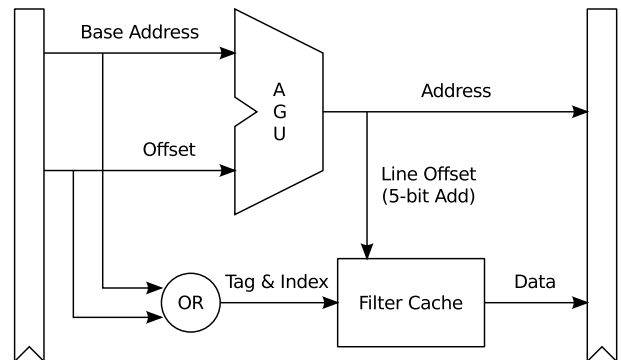 Base Address
A
G
U
Address
Offset
Line Offset
(5-bit Add)
OR
Tag & Index
Filter Cache
Data